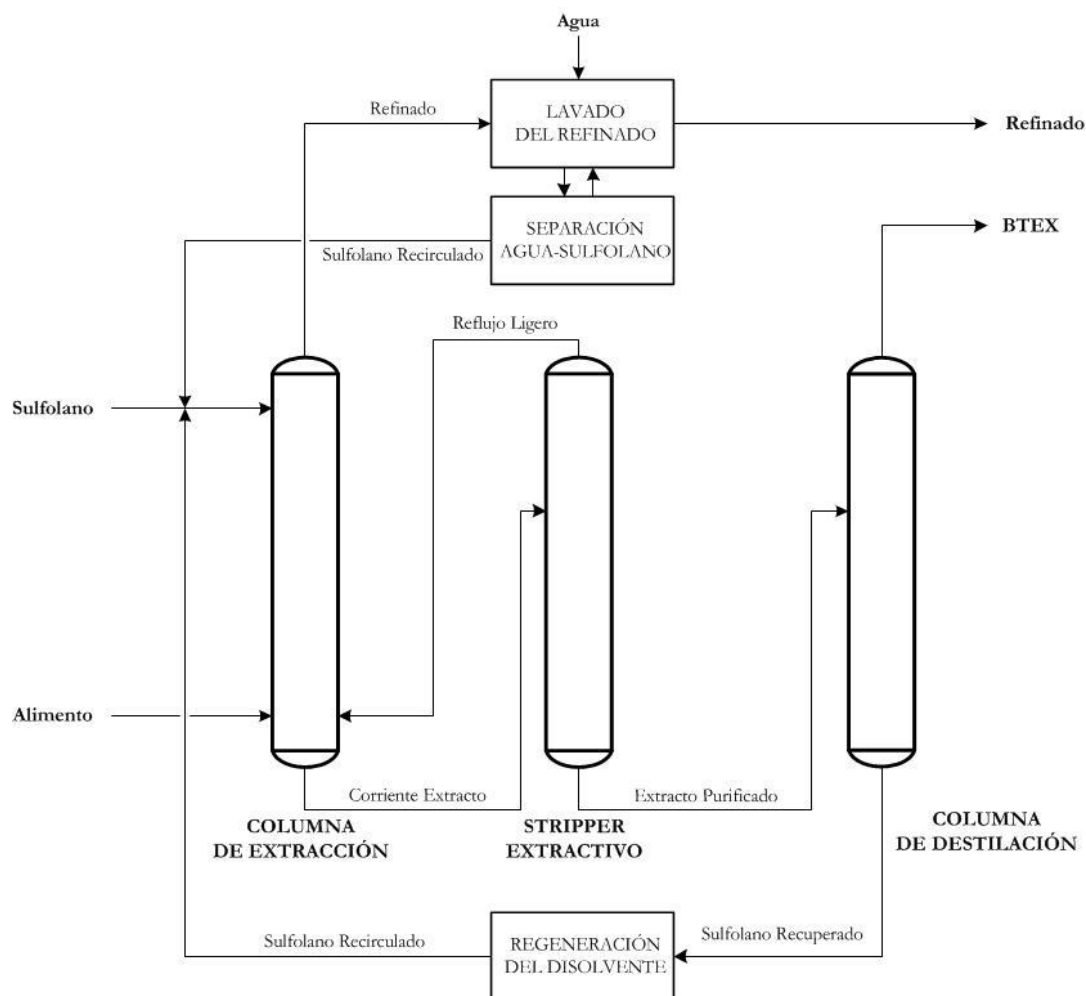 Agua
Refinado
LAVADO
DEL REFINADO
Refinado
SEPARACIÓN
AGUA-SULFOLANO
Sulfolano Recirculado
BTEX
Reflujo Ligero
Sulfolano
Alimento
Corriente Extracto
Extracto Purificado
COLUMNA
DE EXTRACCIÓN
STRIPPER
EXTRACTIVO
COLUMNA
DE DESTILACIÓN
Sulfolano Recirculado
REGENERACIÓN
DEL DISOLVENTE
Sulfolano Recuperado